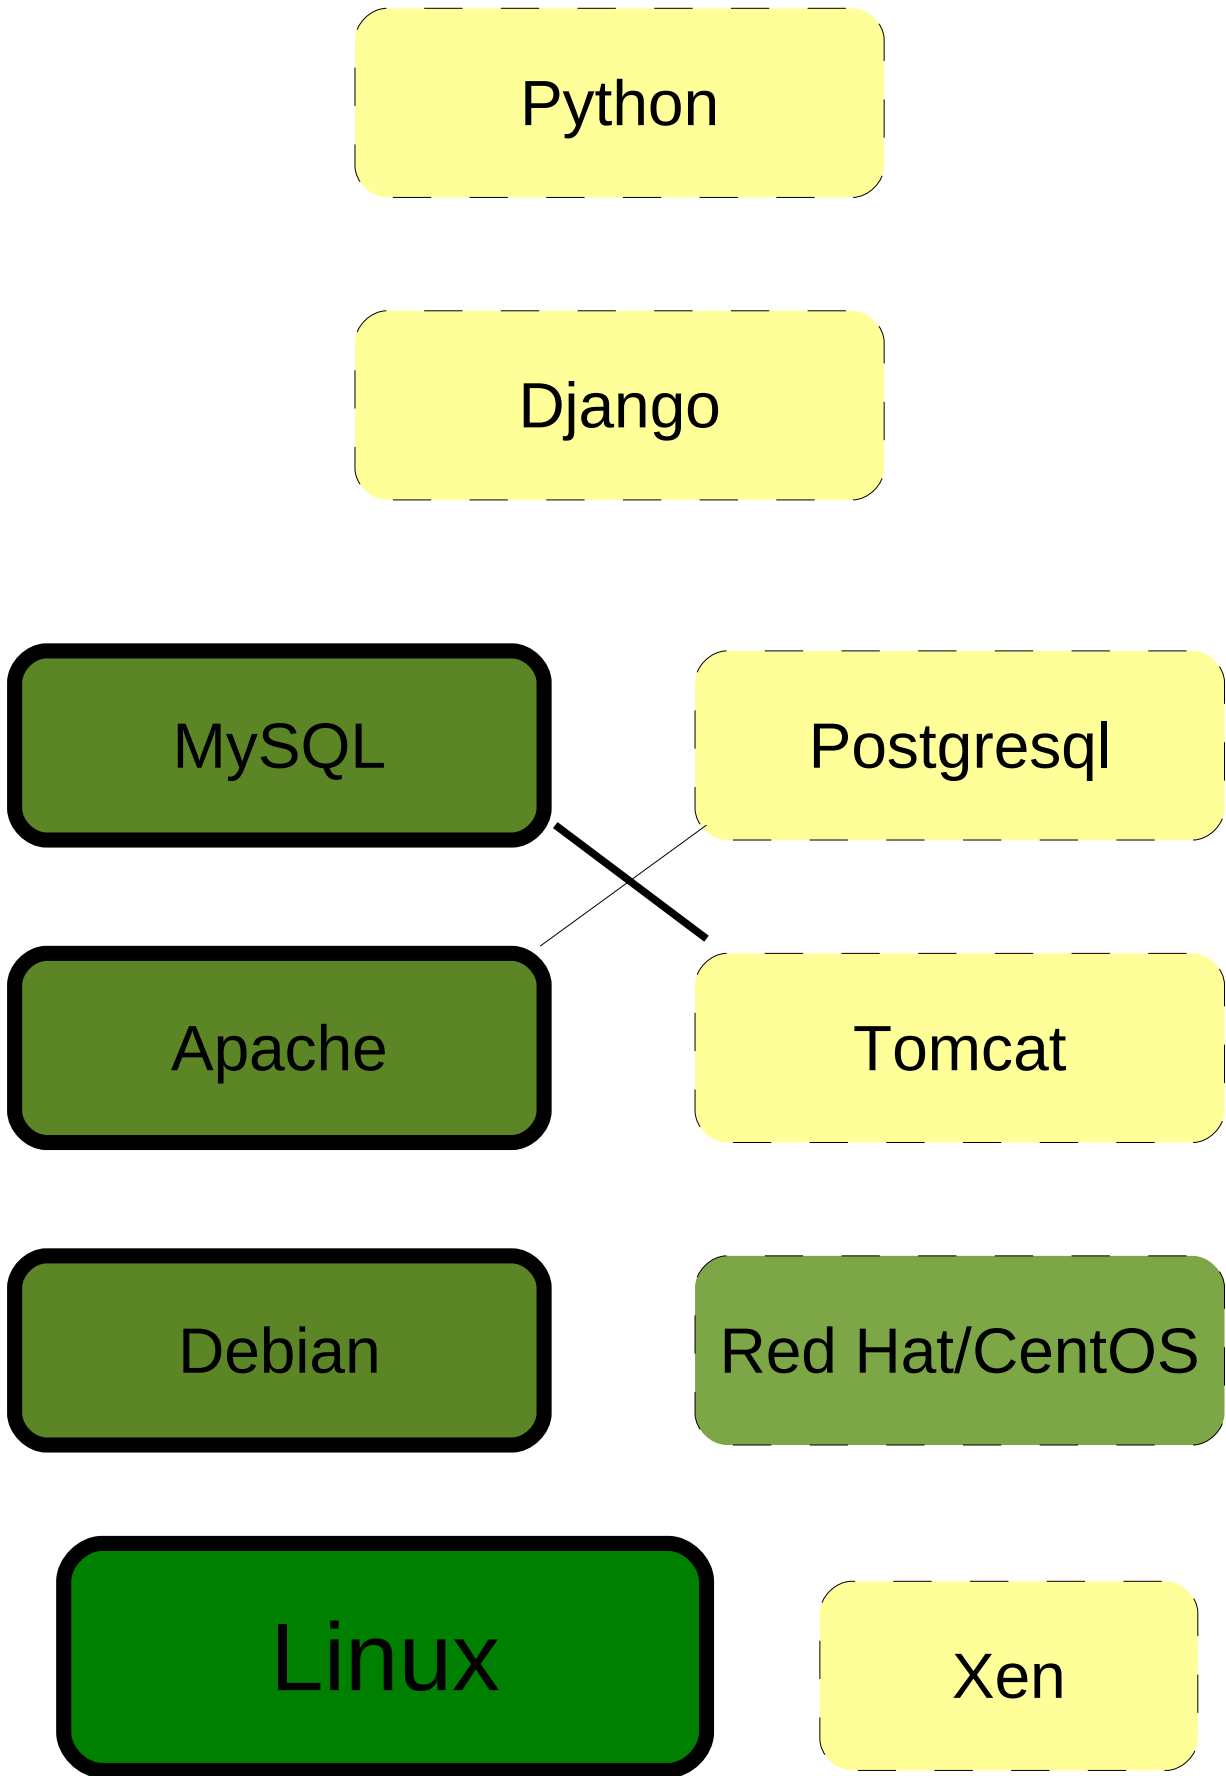 Python
Django
MySQL
Postgresql
Apache
Tomcat
Debian
Red Hat/CentOS
Linux
Xen